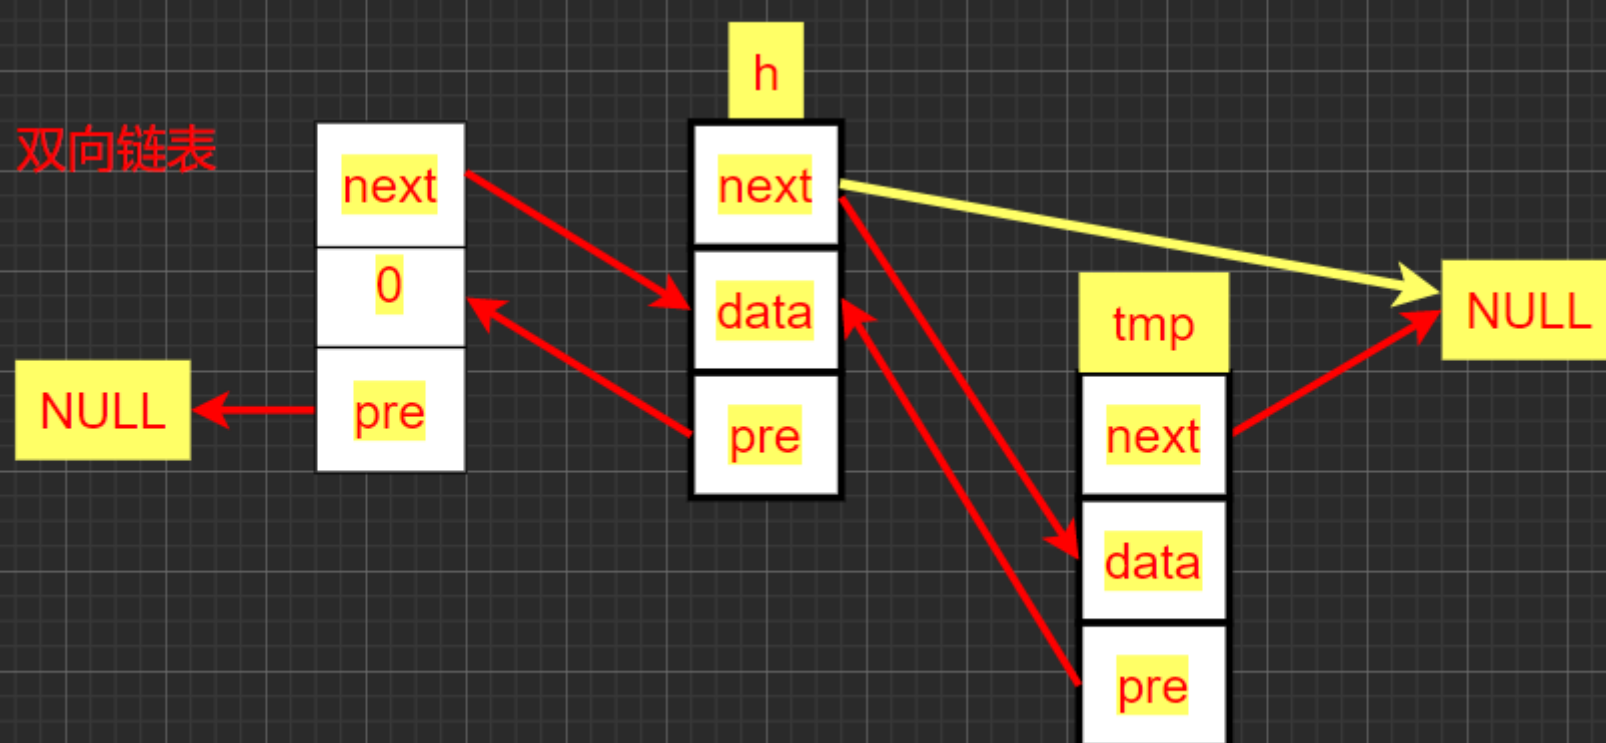 h
双向链表
next
0
pre
NULL
next
data
pre
tmp
next
data
pre
NULL